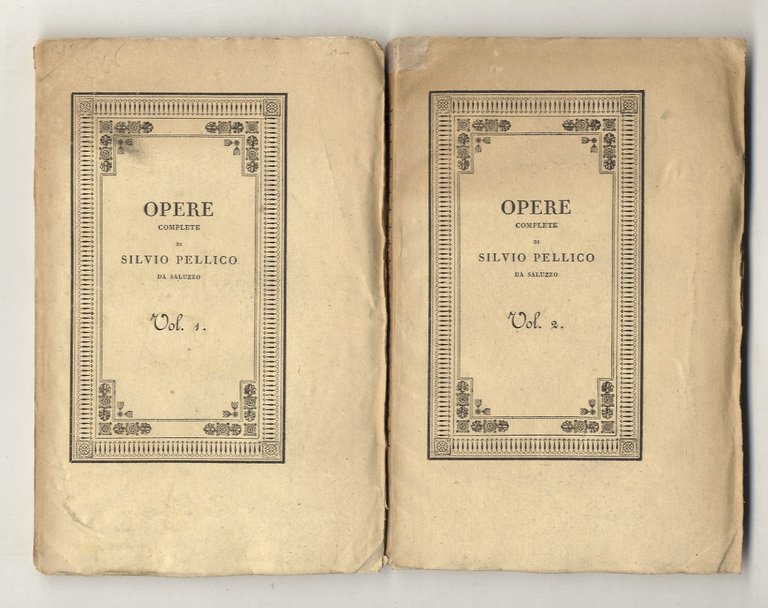 OPERE
COMPLETE
DI
SILVIO PELLICO
DA SALUZZO
Vol. 1.
OPERE
COMPLETE
DI
SILVIO PELLICO
DA SALUZZO
Vol. 2.